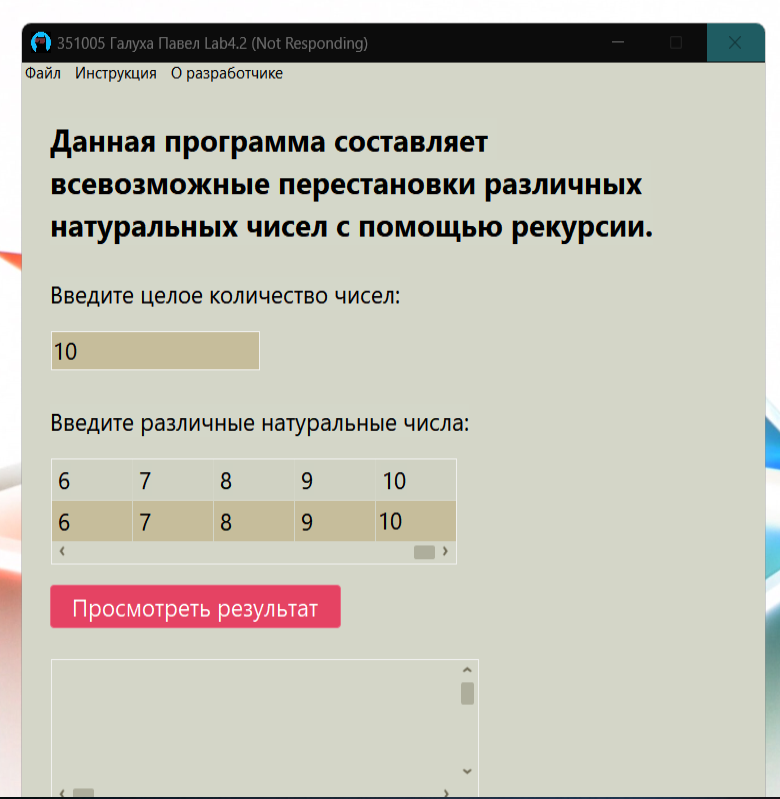 351005 Галуха Павел Lab4.2 (Not Responding)
Файл Инструкция О разработчике
Данная программа составляет
всевозможные перестановки различных
натуральных чисел с помощью рекурсии.
Введите целое количество чисел:
10
Введите различные натуральные числа:
6 7 8 9 10
6 7 8 9 10
Просмотреть результат